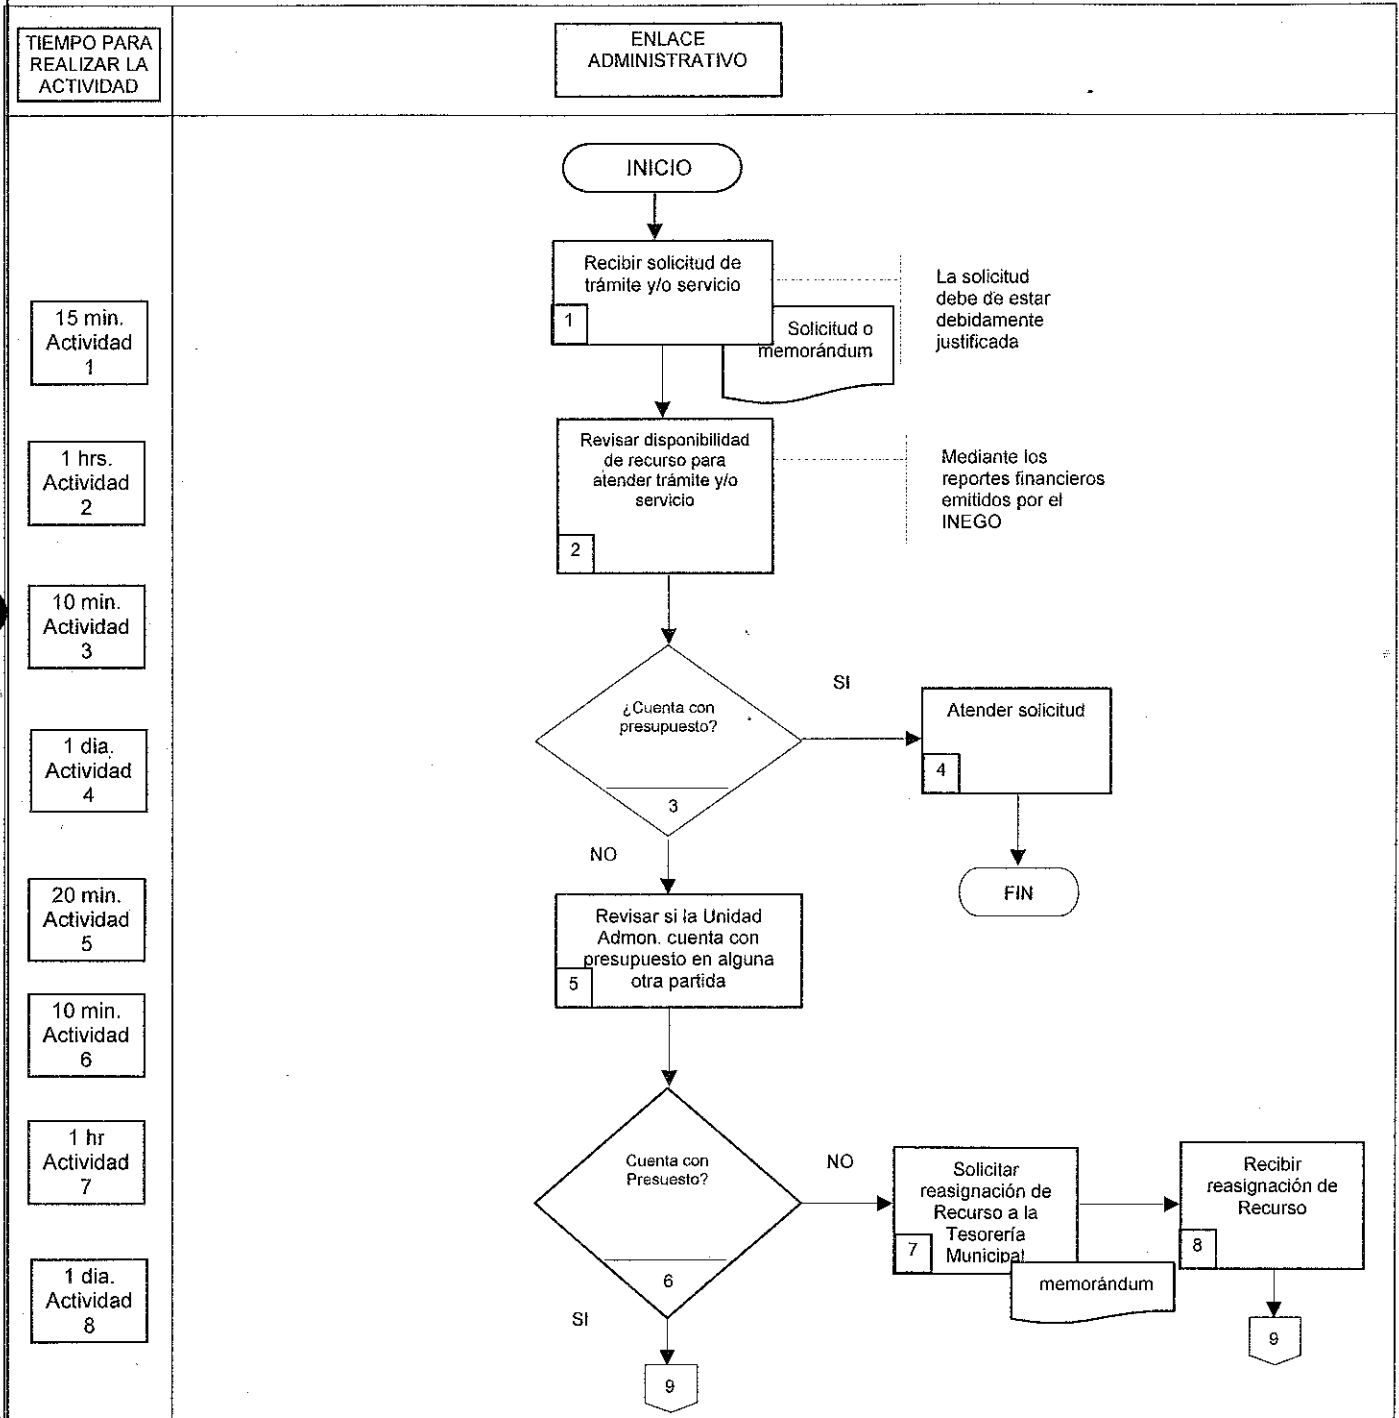 TIEMPO PARA
REALIZAR LA
ACTIVIDAD
ENLACE
ADMINISTRATIVO
INICIO
Recibir solicitud de
trámite y/o servicio
1
Solicitud o
memorándum
La solicitud
debe de estar
debidamente
justificada
15 min.
Actividad
1
Revisar disponibilidad
de recurso para
atender trámite y/o
servicio
2
Mediante los
reportes financieros
emitidos por el
INEGO
1 hrs.
Actividad
2
10 min.
Actividad
3
¿Cuenta con
presupuesto?
3
SI
Atender solicitud
4
FIN
1 dia.
Actividad
4
NO
20 min.
Actividad
5
Revisar si la Unidad
Admon. cuenta con
presupuesto en alguna
otra partida
5
10 min.
Actividad
6
Cuenta con
Presuesto?
6
NO
Solicitar
reasignación de
Recurso a la
Tesorería
Municipal
7
memorándum
Recibir
reasignación de
Recurso
8
9
1 hr
Actividad
7
1 dia.
Actividad
8
SI
9